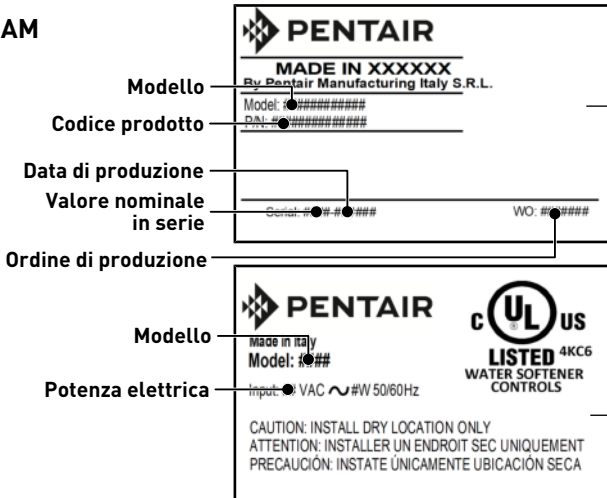 AM
PENTAIR
MADE IN XXXXXX
By Pentair Manufacturing Italy S.R.L.
Modello
Model: ############
Codice prodotto
P/N: ##############
Data di produzione
Valore nominale
in serie
Serial: ####-######
WO: #######
Ordine di produzione
PENTAIR
C UL US
LISTED 4KC6
WATER SOFTENER
CONTROLS
Made in Italy
Modello
Model: ####
Potenza elettrica
Input: ## VAC ~ #W 50/60Hz
CAUTION: INSTALL DRY LOCATION ONLY
ATTENTION: INSTALLER UN ENDROIT SEC UNIQUEMENT
PRECAUCIÓN: INSTATE ÚNICAMENTE UBICACIÓN SECA